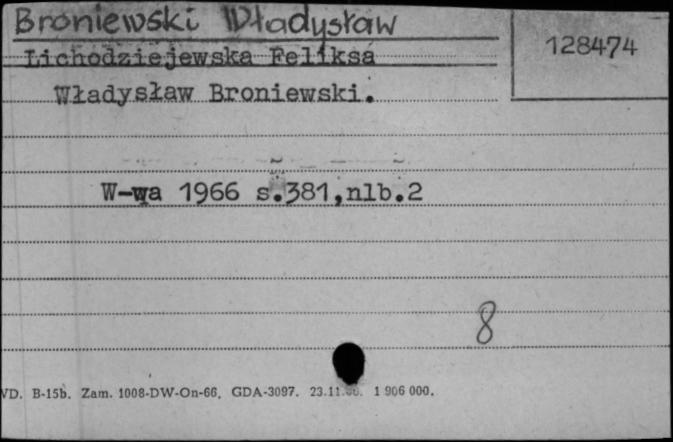 Broniewski Władysław
128474
Lichodziejewska Feliksa
Władysław Broniewski.
W-wa 1966 s.381,nlb.2
8
VD. B-15b. Zam. 1008-DW-On-66. GDA-3097. 23.11. 1 906 000.